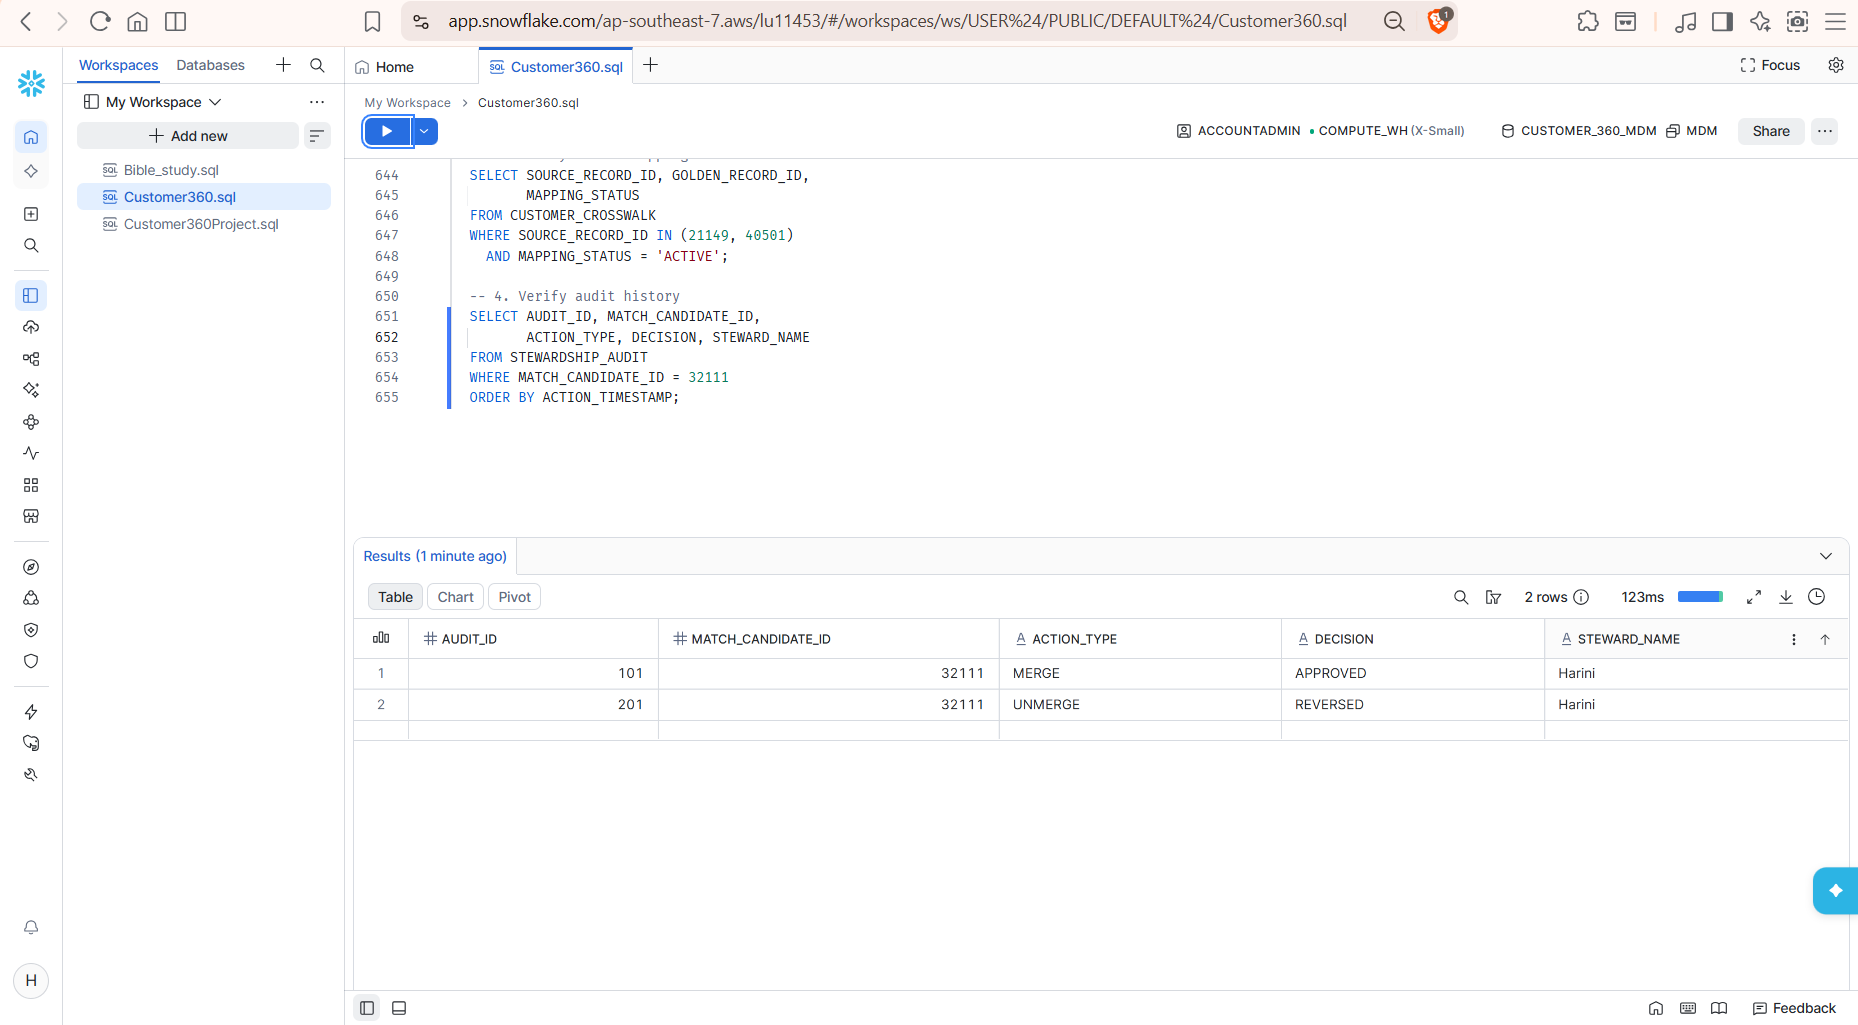 app.snowflake.com/ap-southeast-7.aws/lu11453/#/workspaces/ws/USER%24/PUBLIC/DEFAULT%24/Customer360.sql
1
Workspaces Databases
Home
SQL Customer360.sql
Focus
My Workspace
My Workspace > Customer360.sql
Add new
ACCOUNTADMIN COMPUTE_WH (X-Small) CUSTOMER_360_MDM MDM Share
SQL Bible_study.sql
SQL Customer360.sql
SQL Customer360Project.sql
644 SELECT SOURCE_RECORD_ID, GOLDEN_RECORD_ID,
645 MAPPING_STATUS
646 FROM CUSTOMER_CROSSWALK
647 WHERE SOURCE_RECORD_ID IN (21149, 40501)
648 AND MAPPING_STATUS = 'ACTIVE';
649
650 -- 4. Verify audit history
651 SELECT AUDIT_ID, MATCH_CANDIDATE_ID,
652 ACTION_TYPE, DECISION, STEWARD_NAME
653 FROM STEWARDSHIP_AUDIT
654 WHERE MATCH_CANDIDATE_ID = 32111
655 ORDER BY ACTION_TIMESTAMP;
Results (1 minute ago)
Table Chart Pivot
2 rows 123ms
# AUDIT_ID # MATCH_CANDIDATE_ID A ACTION_TYPE A DECISION A STEWARD_NAME
1 101 32111 MERGE APPROVED Harini
2 201 32111 UNMERGE REVERSED Harini
H
Feedback